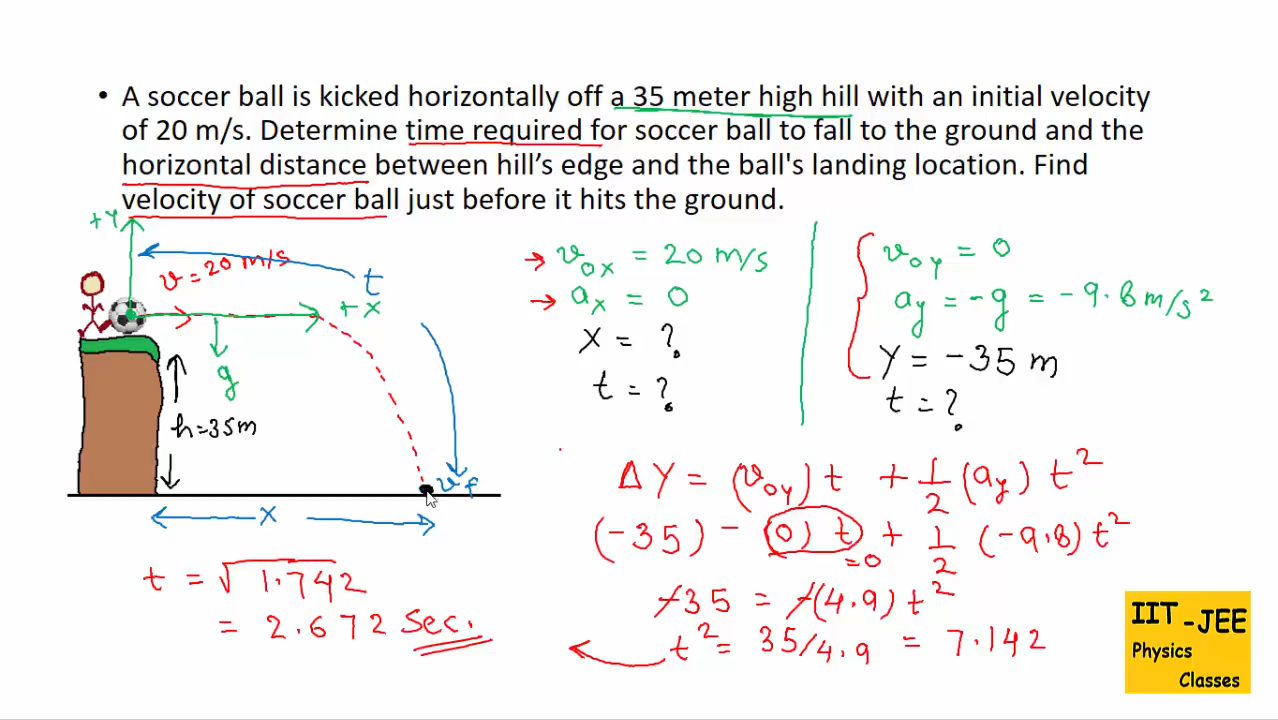 • A soccer ball is kicked horizontally off a 35 meter high hill with an initial velocity
of 20 m/s. Determine time required for soccer ball to fall to the ground and the
horizontal distance between hill’s edge and the ball's landing location. Find
velocity of soccer ball just before it hits the ground.
+Y
v = 20 m/s
t
+X
g
h=35m
vf
X
t = √1.742
= 2.672 Sec.
→ vox = 20 m/s
→ ax = 0
X = ?
t = ?
voy = 0
ay = -g = -9.8 m/s²
Y = -35 m
t = ?
ΔY = (voy) t + 1/2 (ay) t²
(-35) - (0) t + 1/2 (-9.8) t²
=0
-35 = -(4.9) t²
t² = 35/4.9 = 7.142
IIT-JEE
Physics
Classes